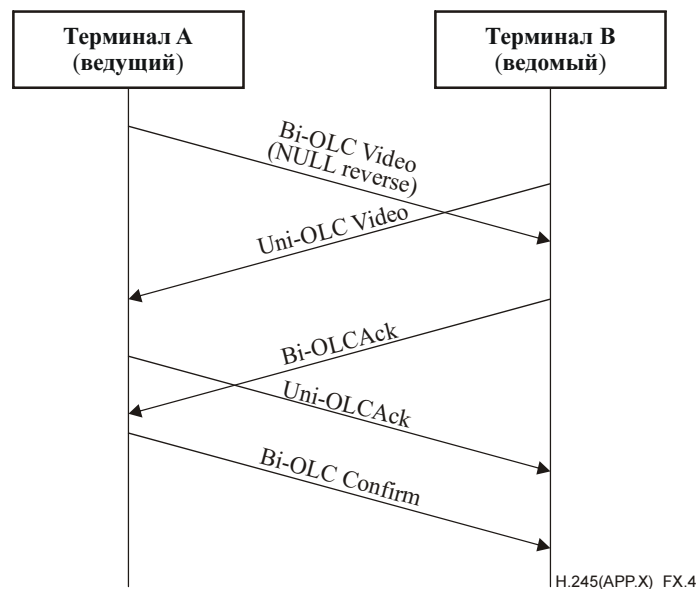 Терминал A
(ведущий)
Терминал B
(ведомый)
Bi-OLC Video
(NULL reverse)
Uni-OLC Video
Bi-OLCAck
Uni-OLCAck
Bi-OLC Confirm
H.245(APP.X)_FX.4